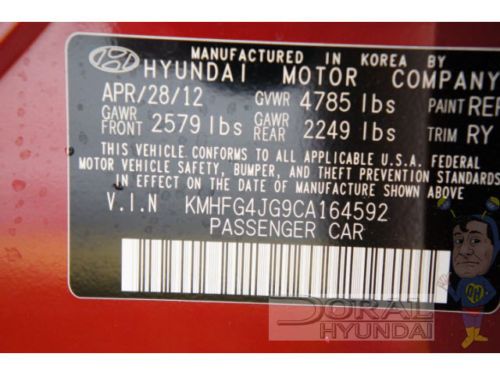 MANUFACTURED IN KOREA BY
HYUNDAI MOTOR COMPANY
APR/28/12 GVWR 4785 lbs PAINT REF
GAWR FRONT 2579 lbs GAWR REAR 2249 lbs TRIM RY
THIS VEHICLE CONFORMS TO ALL APPLICABLE U.S.A. FEDERAL
MOTOR VEHICLE SAFETY, BUMPER, AND THEFT PREVENTION STANDARDS
IN EFFECT ON THE DATE OF MANUFACTURE SHOWN ABOVE.
V.I.N KMHFG4JG9CA164592
PASSENGER CAR
DORAL
HYUNDAI
DH